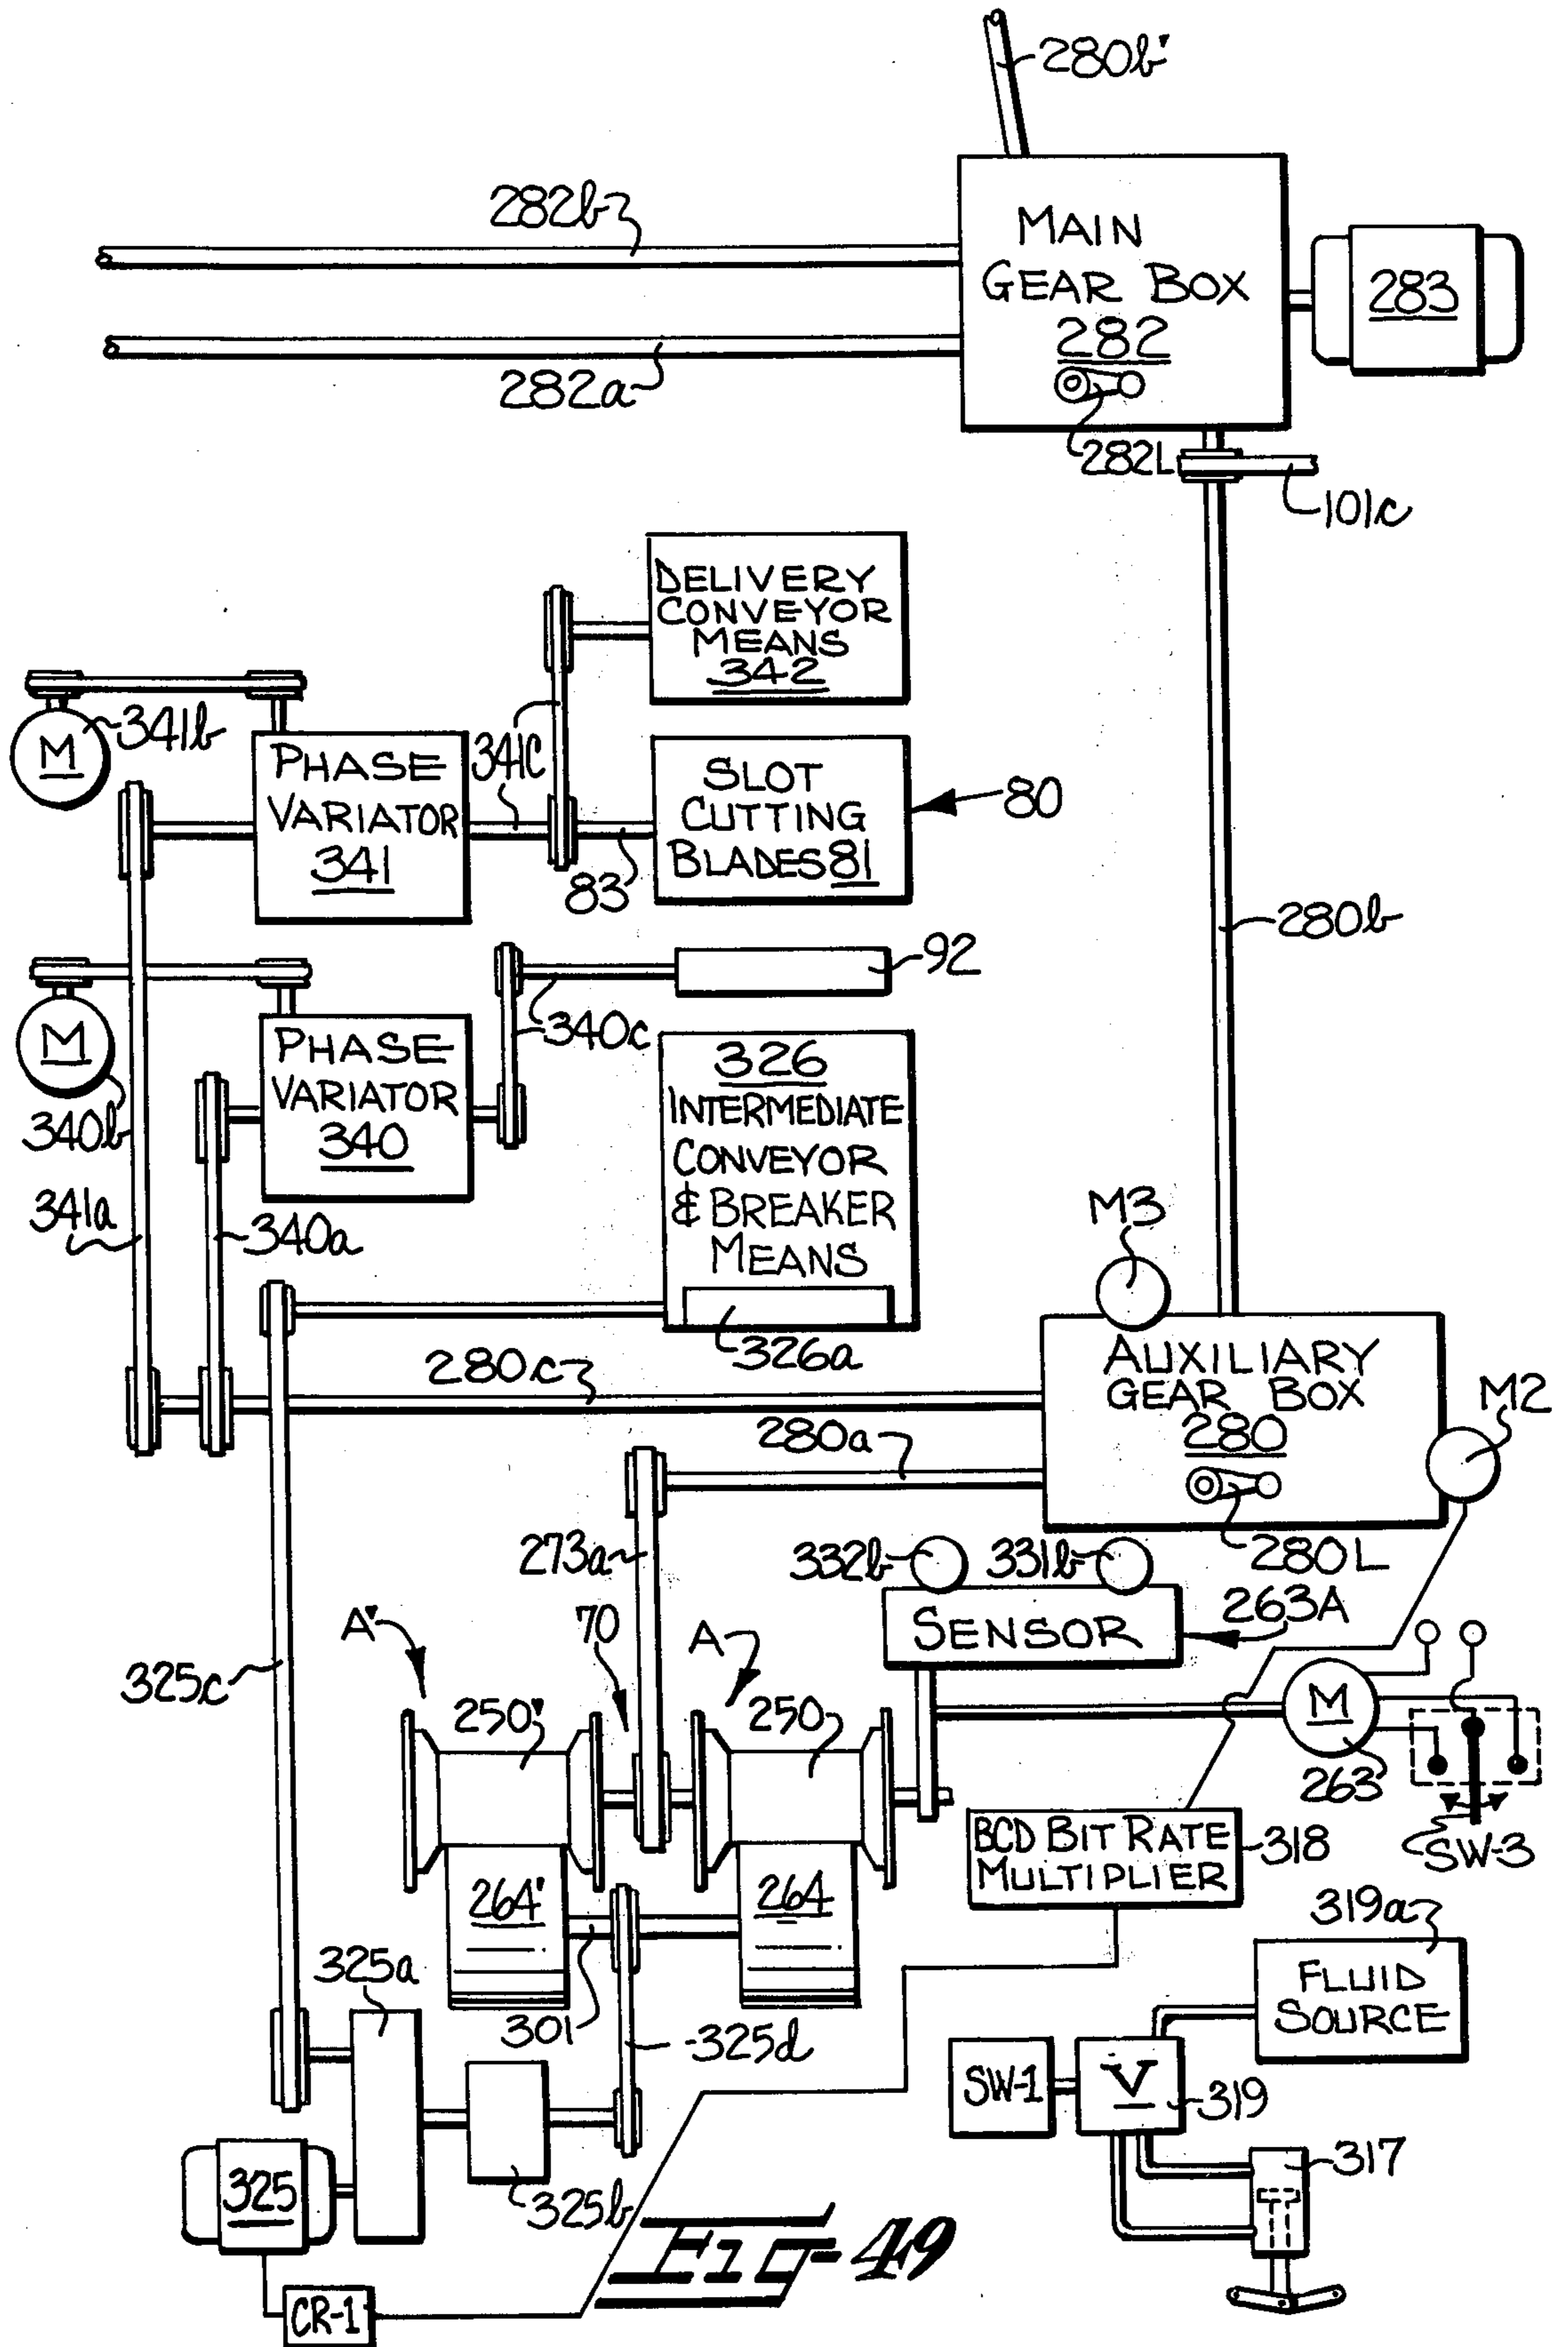 280b'
282b
MAIN
GEAR BOX
282
283
282a
282L
101c
DELIVERY
CONVEYOR
MEANS
342
341b
M
PHASE
VARIATOR
341
341c
SLOT
CUTTING
BLADES 81
80
83
280b
92
340c
M
PHASE
VARIATOR
340
340b
326
INTERMEDIATE
CONVEYOR
& BREAKER
MEANS
341a
340a
M3
326a
280c
AUXILIARY
GEAR BOX
280
M2
280a
273a
332b
331b
280L
263A
SENSOR
A'
70
A
325c
250'
250
M
263
SW-3
BCD BIT RATE
MULTIPLIER
318
264'
264
319a
325a
FLUID
SOURCE
301
325d
SW-1
V
319
317
325
325b
FIG-49
CR-1